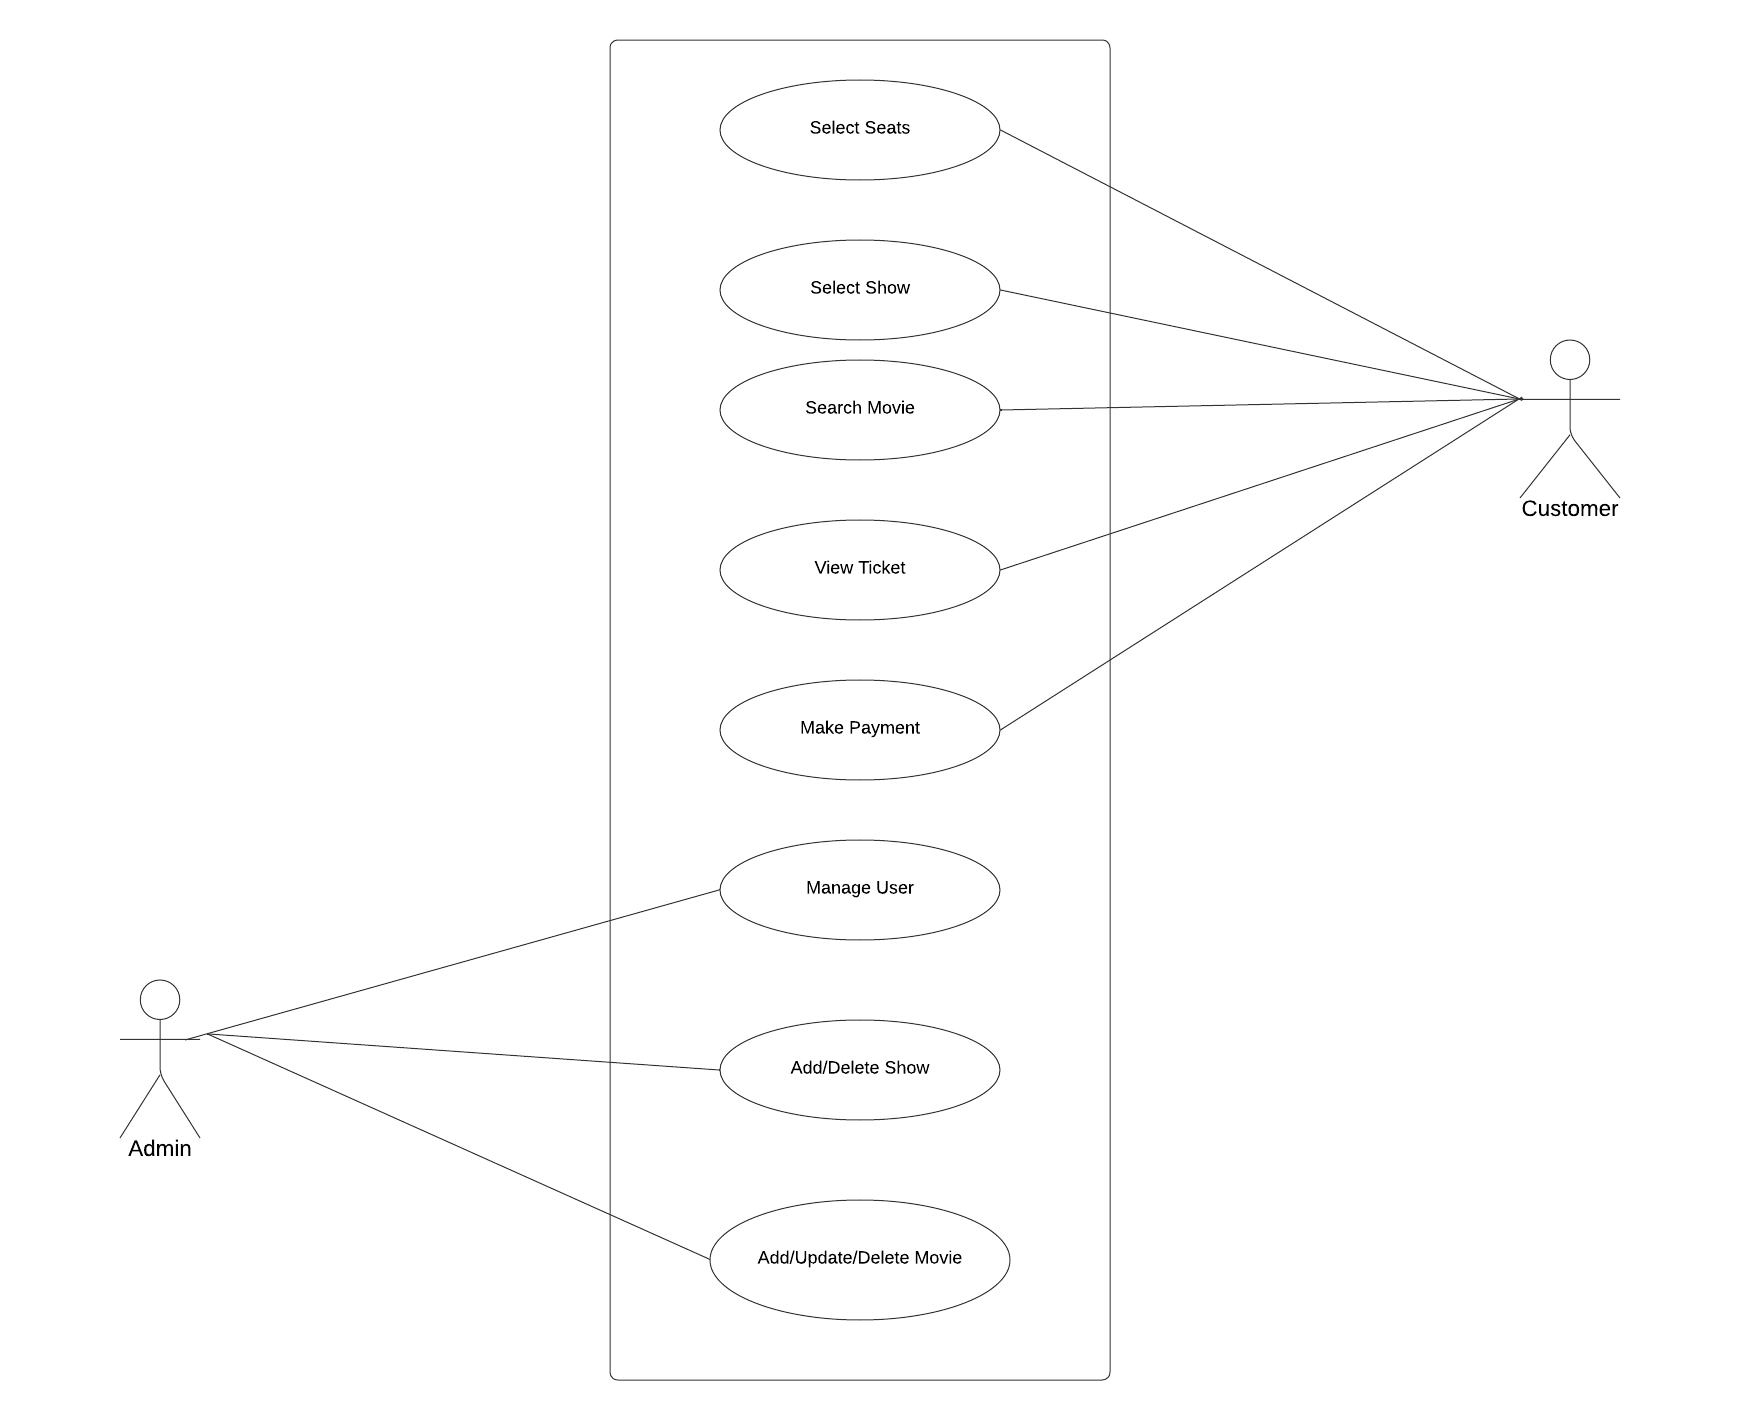 Select Seats
Select Show
Search Movie
View Ticket
Make Payment
Manage User
Add/Delete Show
Add/Update/Delete Movie
Customer
Admin